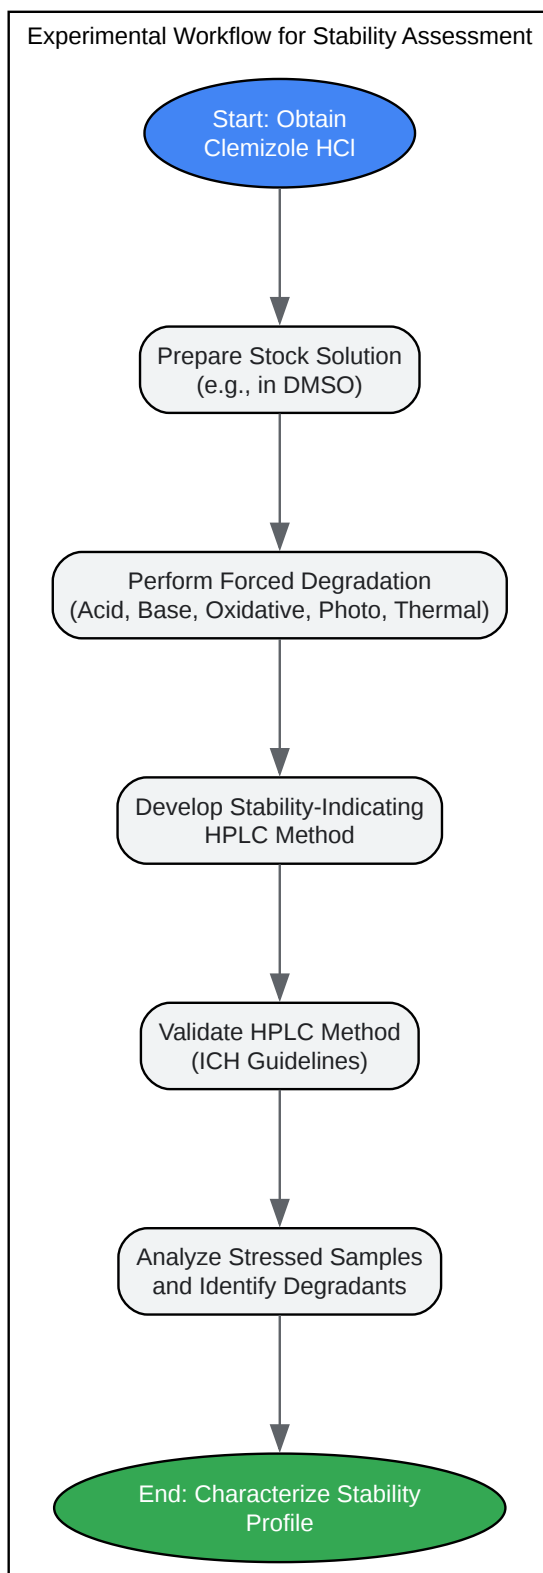 Experimental Workflow for Stability Assessment
Start: Obtain
Clemizole HCl
Prepare Stock Solution
(e.g., in DMSO)
Perform Forced Degradation
(Acid, Base, Oxidative, Photo, Thermal)
Develop Stability-Indicating
HPLC Method
Validate HPLC Method
(ICH Guidelines)
Analyze Stressed Samples
and Identify Degradants
End: Characterize Stability
Profile